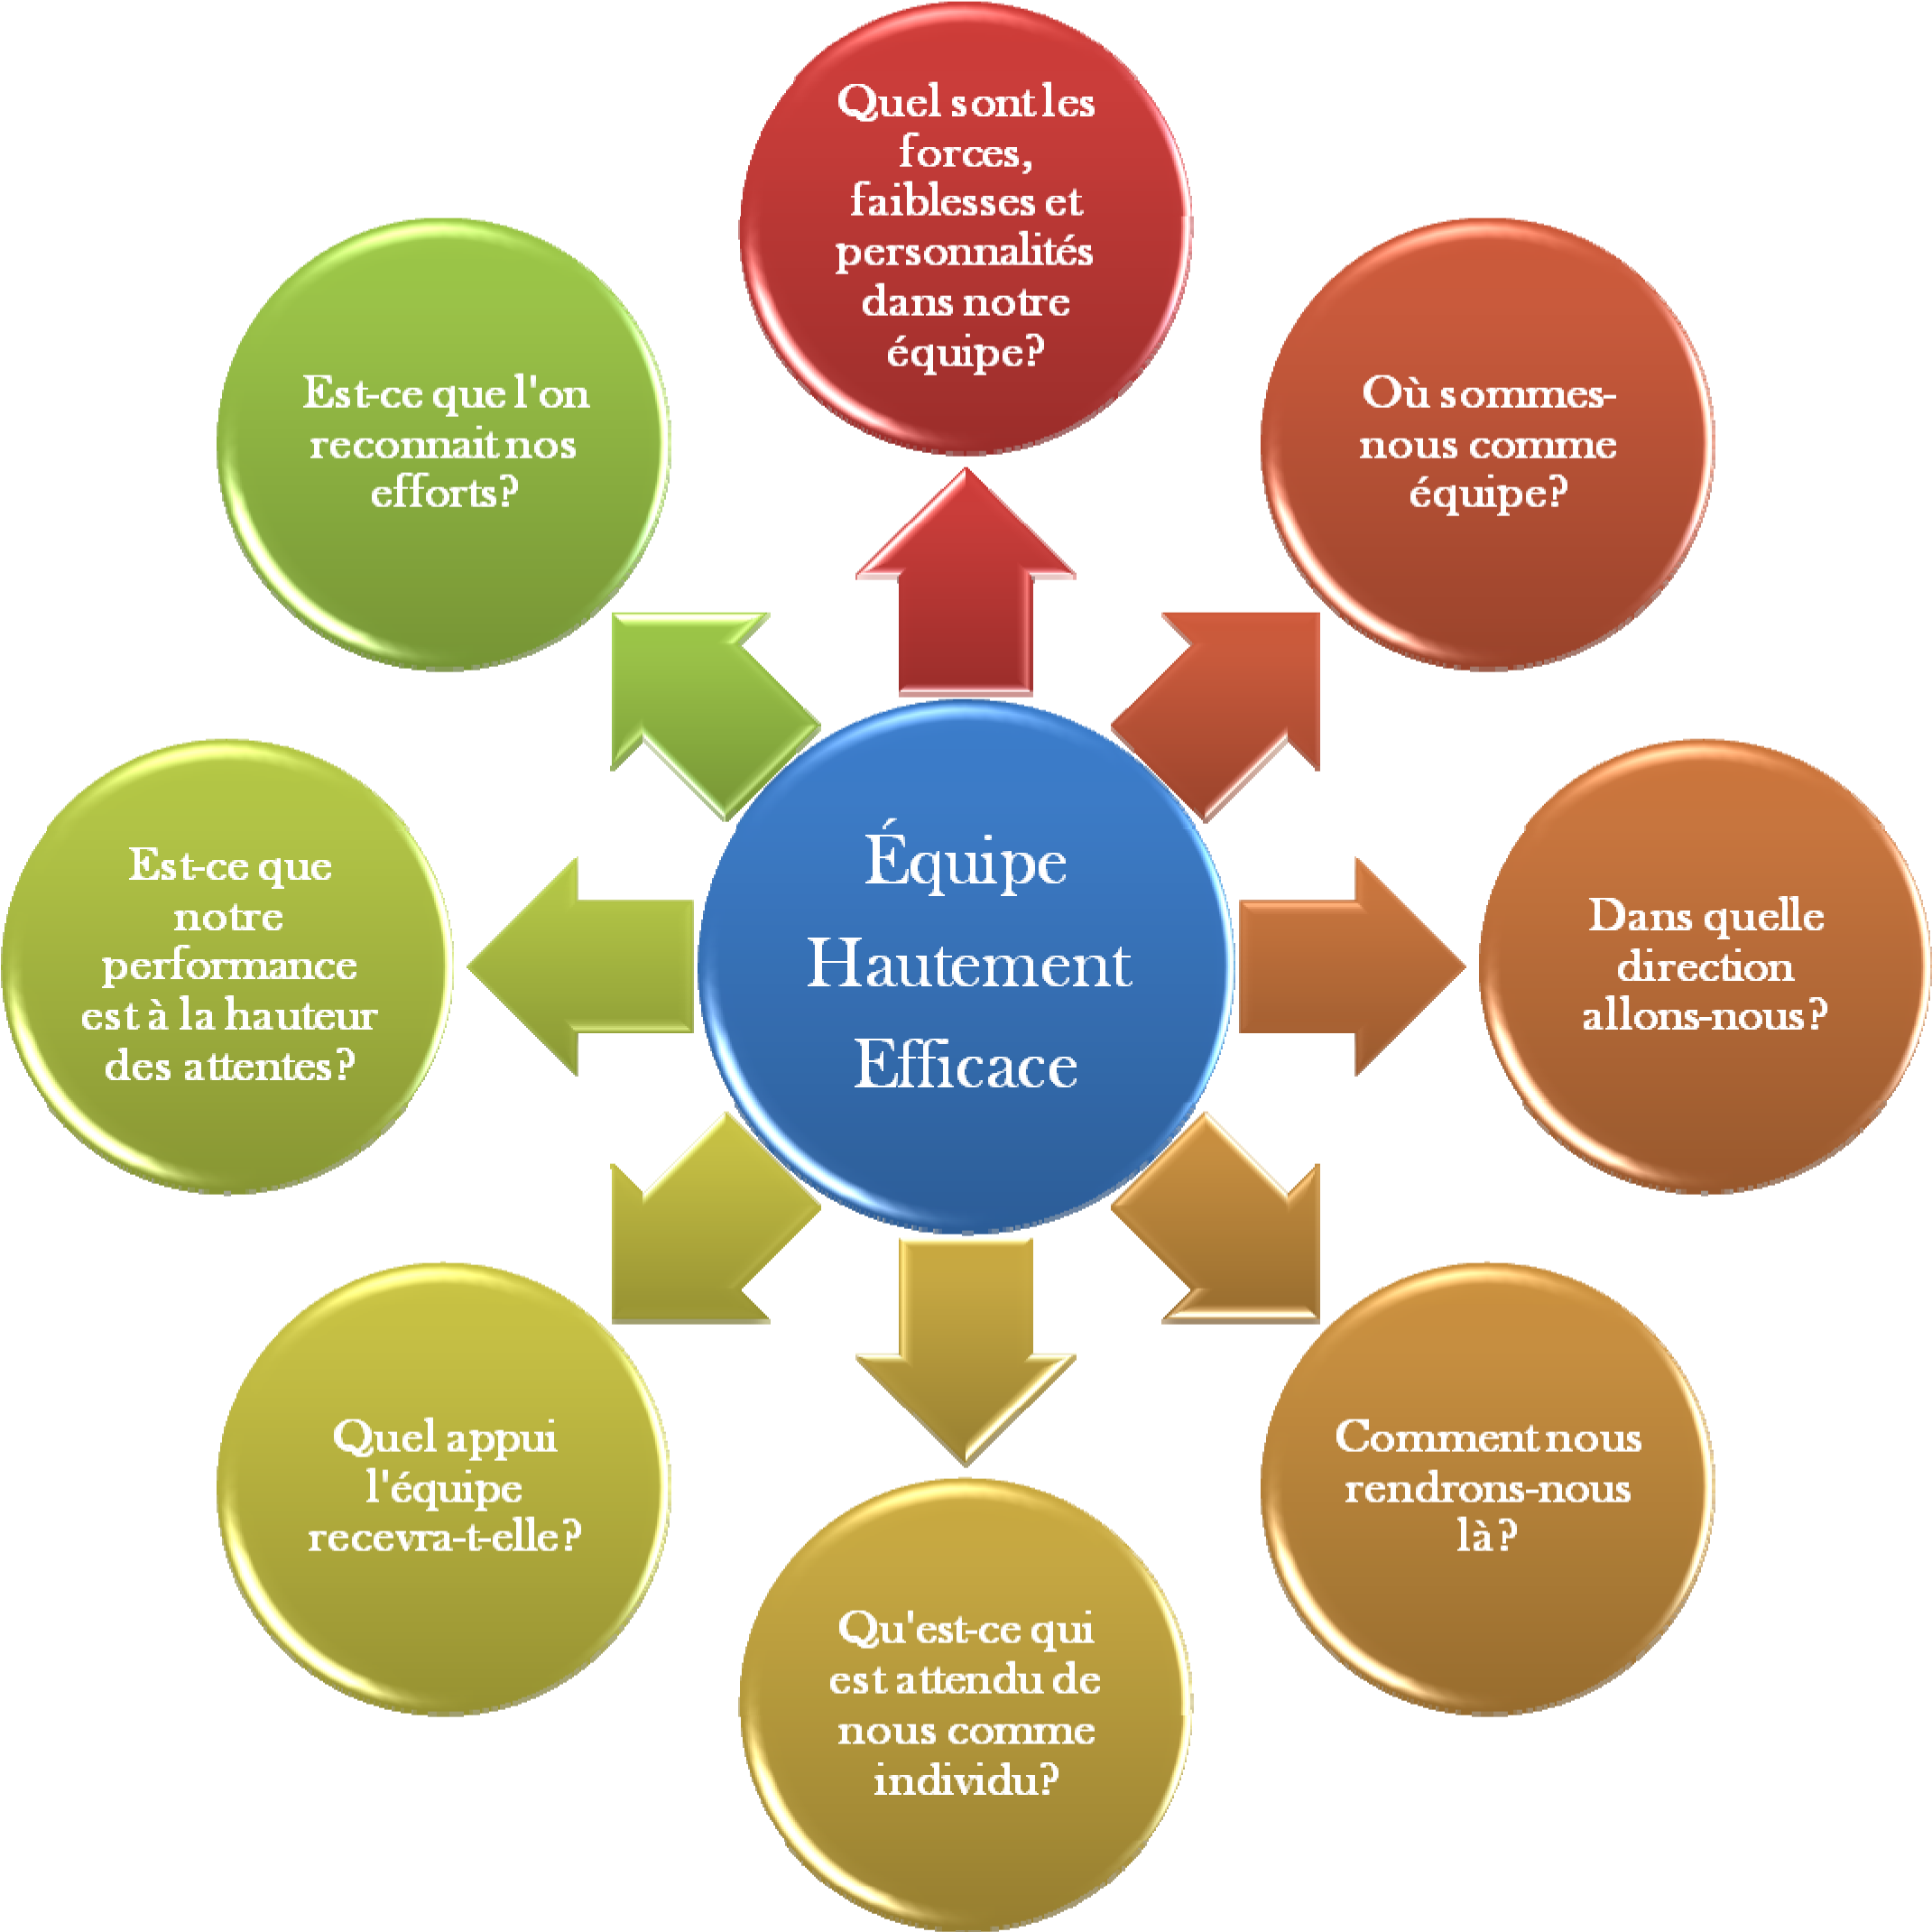 Quel sont les
forces,
faiblesses et
personnalités
dans notre
équipe?
Où sommes-
nous comme
équipe?
Dans quelle
direction
allons-nous?
Comment nous
rendrons-nous
là?
Qu'est-ce qui
est attendu de
nous comme
individu?
Quel appui
l'équipe
recevra-t-elle?
Est-ce que
notre
performance
est à la hauteur
des attentes?
Est-ce que l'on
reconnait nos
efforts?
Équipe
Hautement
Efficace